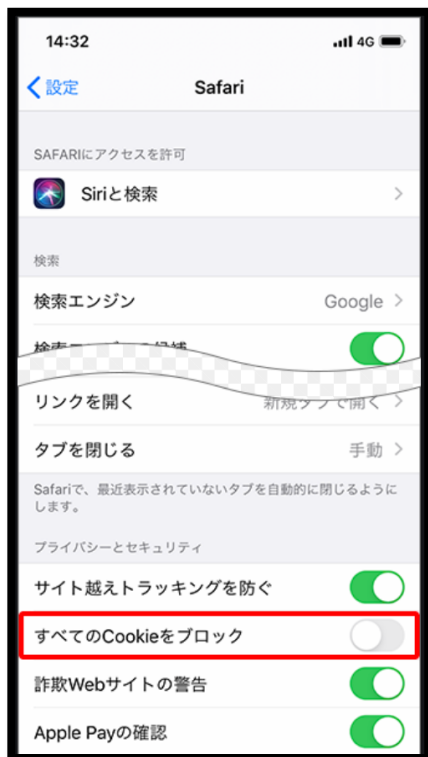 14:32
4G
設定
Safari
SAFARIにアクセスを許可
Siriと検索
検索
検索エンジン Google
リンクを開く 新規タブで開く
タブを閉じる 手動
Safariで、最近表示されていないタブを自動的に閉じるように
します。
プライバシーとセキュリティ
サイト越えトラッキングを防ぐ
すべてのCookieをブロック
詐欺Webサイトの警告
Apple Payの確認